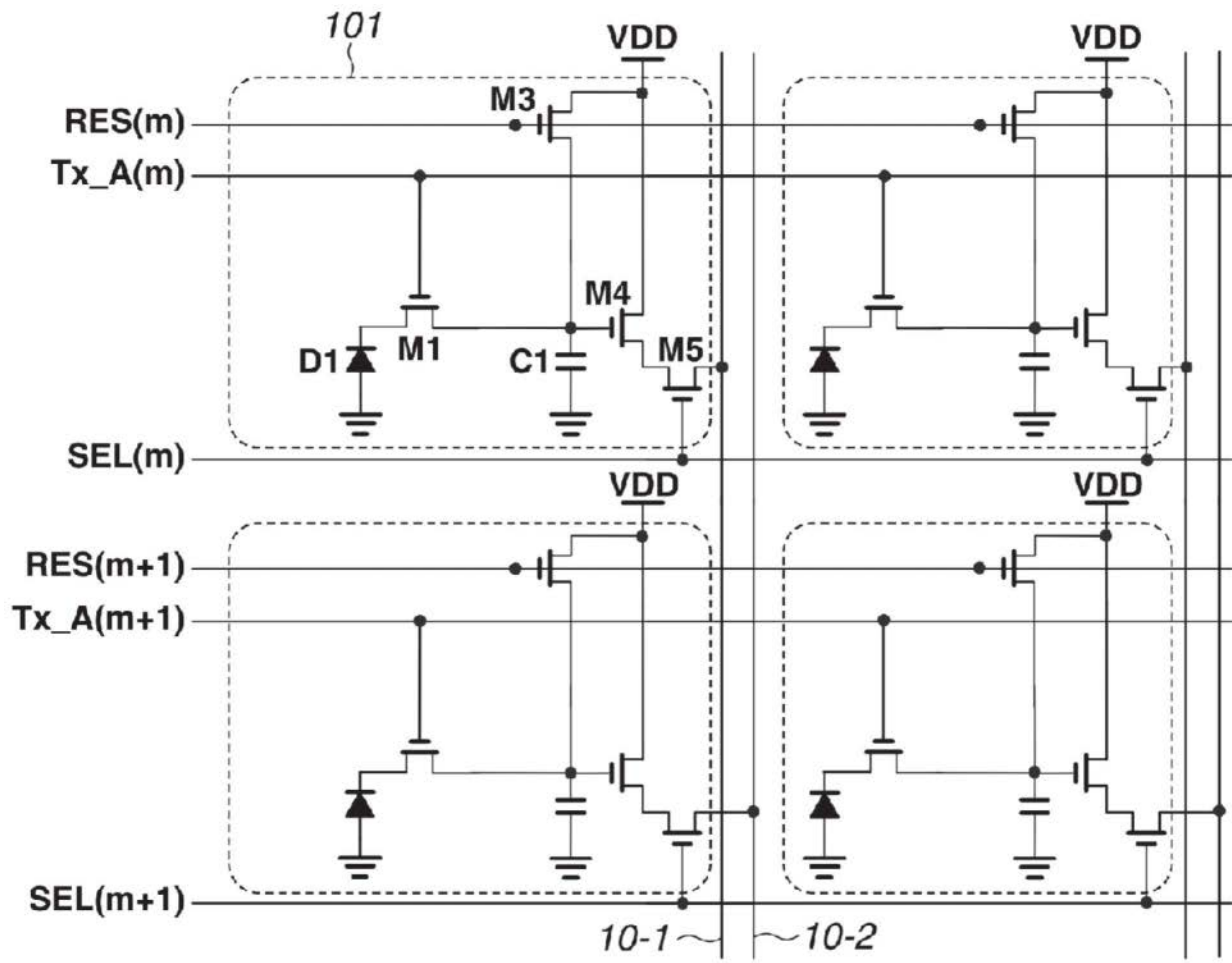 101
VDD VDD
M3
RES(m)
Tx_A(m)
M4
M1 M5
D1 C1
SEL(m)
VDD VDD
RES(m+1)
Tx_A(m+1)
SEL(m+1)
10-1 10-2